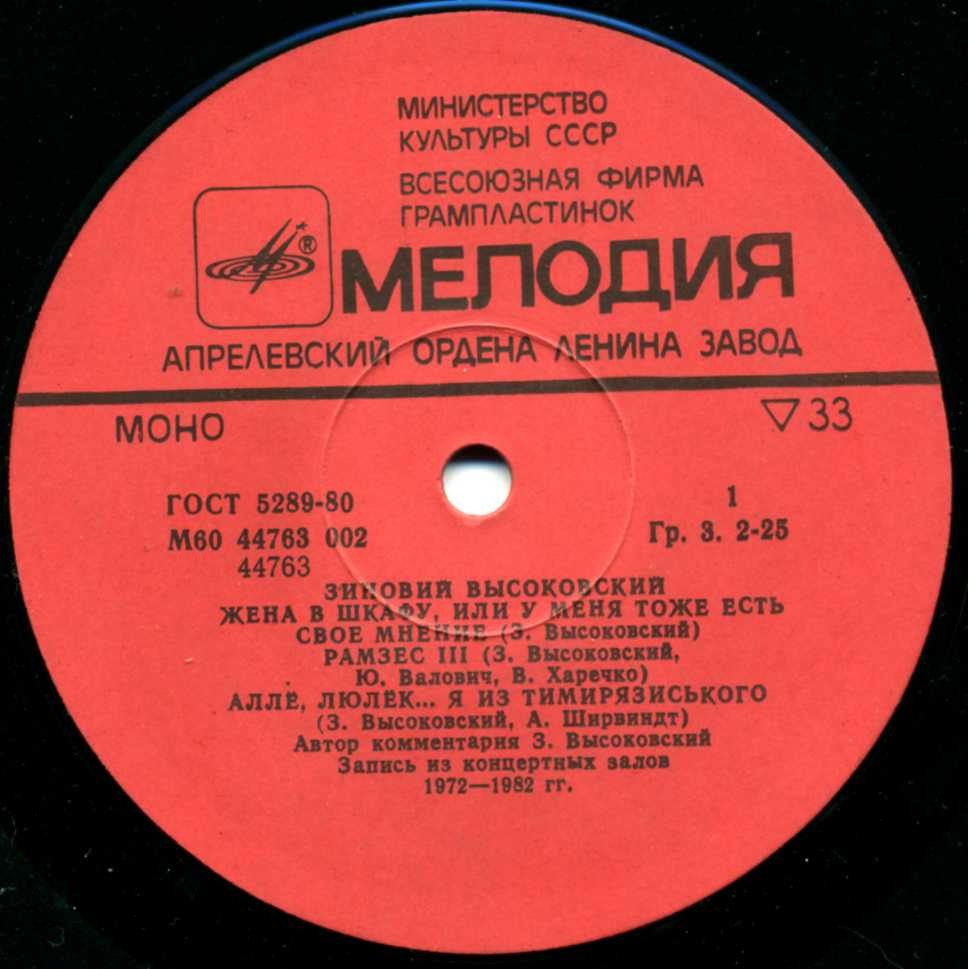 МИНИСТЕРСТВО
КУЛЬТУРЫ СССР
ВСЕСОЮЗНАЯ ФИРМА
ГРАМПЛАСТИНОК
®
МЕЛОДИЯ
АПРЕЛЕВСКИЙ ОРДЕНА ЛЕНИНА ЗАВОД
МОНО
▽33
ГОСТ 5289-80
1
М60 44763 002
Гр. 3. 2-25
44763
ЗИНОВИЙ ВЫСОКОВСКИЙ
ЖЕНА В ШКАФУ, ИЛИ У МЕНЯ ТОЖЕ ЕСТЬ
СВОЕ МНЕНИЕ (З. Высоковский)
РАМЗЕС III (З. Высоковский,
Ю. Валович, В. Харечко)
АЛЛЁ, ЛЮЛЁК... Я ИЗ ТИМИРЯЗИСЬКОГО
(З. Высоковский, А. Ширвиндт)
Автор комментария З. Высоковский
Запись из концертных залов
1972—1982 гг.